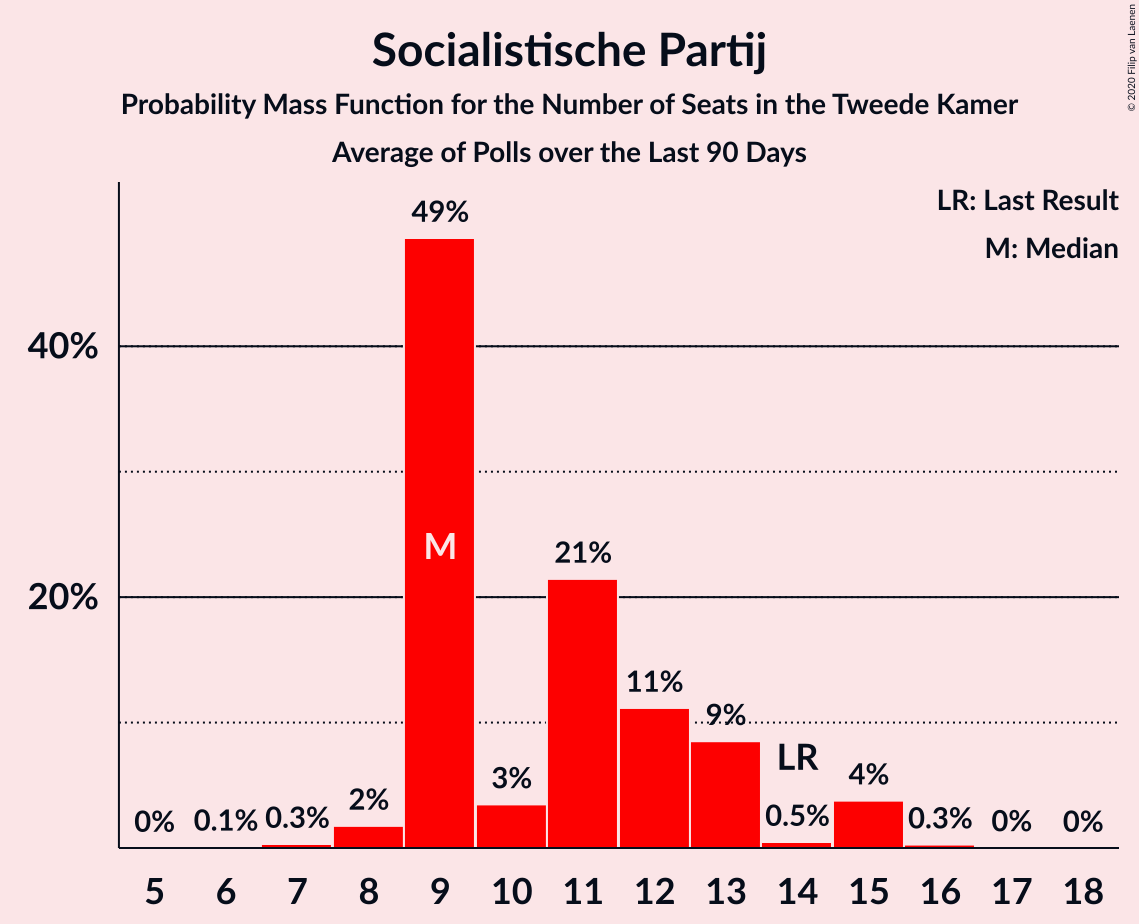 Socialistische Partij
Probability Mass Function for the Number of Seats in the Tweede Kamer
Average of Polls over the Last 90 Days
© 2020 Filip van Laenen
LR: Last Result
M: Median
49%
40%
M
21%
20%
11%
9%
LR
3%
4%
2%
0% 0.1% 0.3% 0.5% 0.3% 0% 0%
5 6 7 8 9 10 11 12 13 14 15 16 17 18